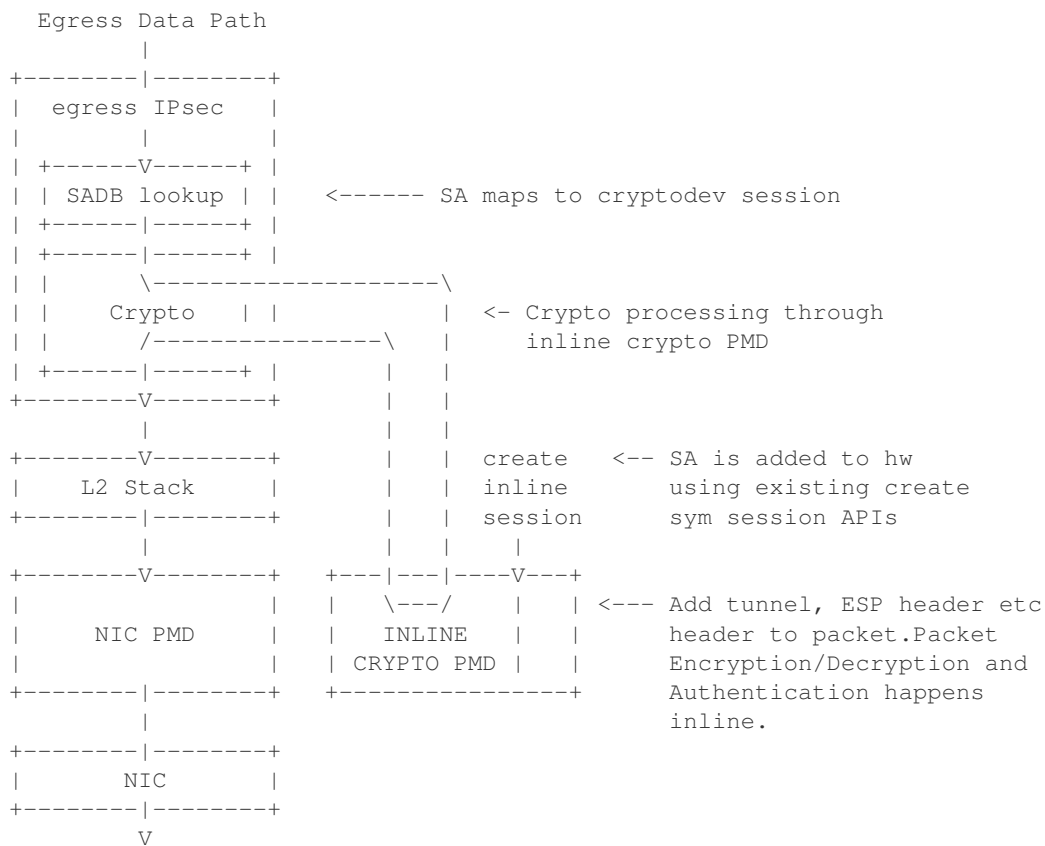 Egress Data Path
|
+--------|--------+
|  egress IPsec   |
|        |        |
| +------V------+ |
| | SADB lookup | |   <------ SA maps to cryptodev session
| +------|------+ |
| +------|------+ |
| |      \--------------------\
| |    Crypto   | |           |  <- Crypto processing through
| |      /----------------\   |     inline crypto PMD
| +------|------+ |       |   |
+--------V--------+       |   |
|                |   |
+--------V--------+       |   |  create   <-- SA is added to hw
|     L2 Stack    |       |   |  inline       using existing create
+--------|--------+       |   |  session      sym session APIs
|                |   |    |
+--------V--------+   +---|---|----V---+
|                 |   |   \---/    |   | <--- Add tunnel, ESP header etc
|     NIC PMD     |   |   INLINE   |   |      header to packet.Packet
|                 |   | CRYPTO PMD |   |      Encryption/Decryption and
+--------|--------+   +----------------+      Authentication happens
|                                     inline.
+--------|--------+
|       NIC       |
+--------|--------+
V